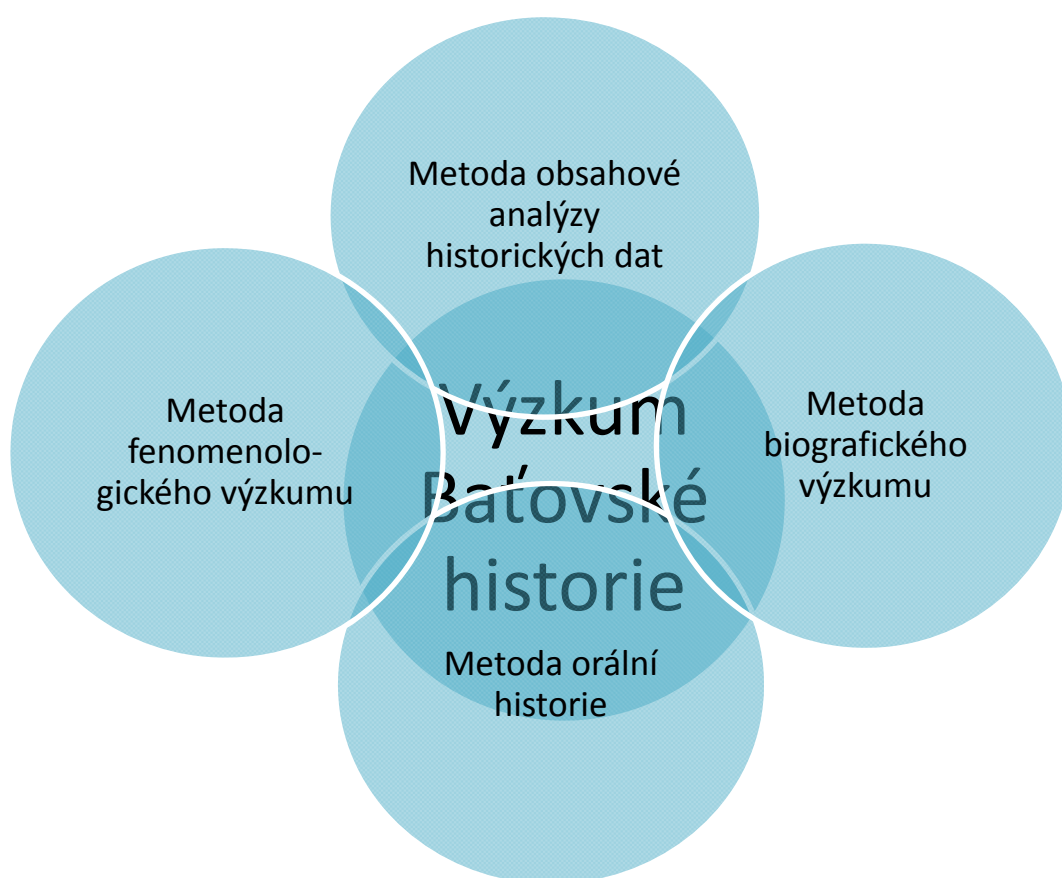 Metoda obsahové
analýzy
historických dat
Metoda
fenomenolo-
gického výzkumu
Výzkum
Baťovské
historie
Metoda
biografického
výzkumu
Metoda orální
historie